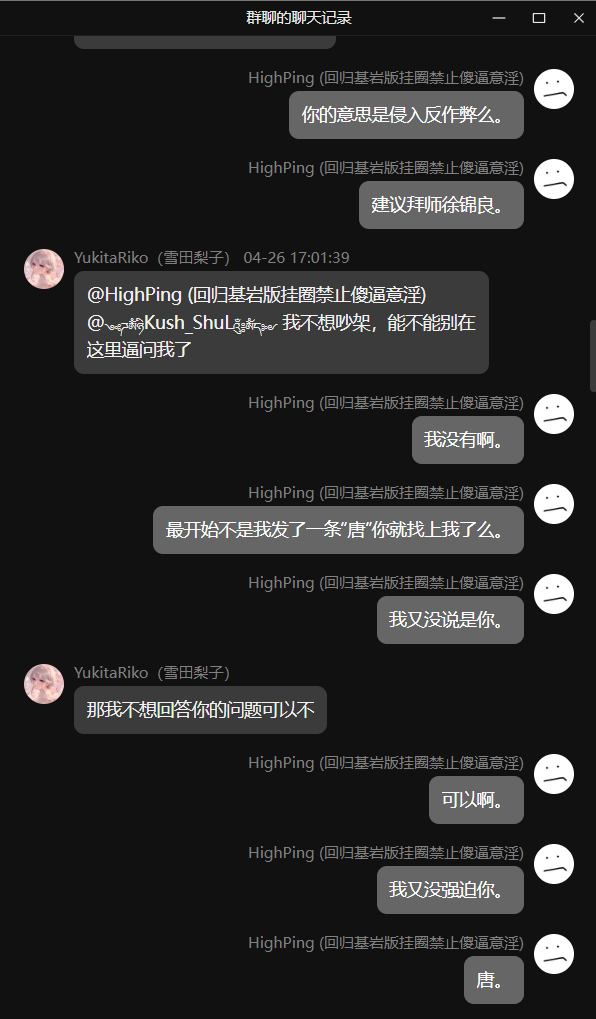 群聊的聊天记录
HighPing (回归基岩版挂圈禁止傻逼意淫)
你的意思是侵入反作弊么。
HighPing (回归基岩版挂圈禁止傻逼意淫)
建议拜师徐锦良。
YukitaRiko（雪田梨子） 04-26 17:01:39
@HighPing (回归基岩版挂圈禁止傻逼意淫)
Kush_ShuL 我不想吵架，能不能别在
这里逼问我了
HighPing (回归基岩版挂圈禁止傻逼意淫)
我没有啊。
HighPing (回归基岩版挂圈禁止傻逼意淫)
最开始不是我发了一条“唐”你就找上我了么。
HighPing (回归基岩版挂圈禁止傻逼意淫)
我又没说是你。
YukitaRiko（雪田梨子）
那我不想回答你的问题可以不
HighPing (回归基岩版挂圈禁止傻逼意淫)
可以啊。
HighPing (回归基岩版挂圈禁止傻逼意淫)
我又没强迫你。
HighPing (回归基岩版挂圈禁止傻逼意淫)
唐。